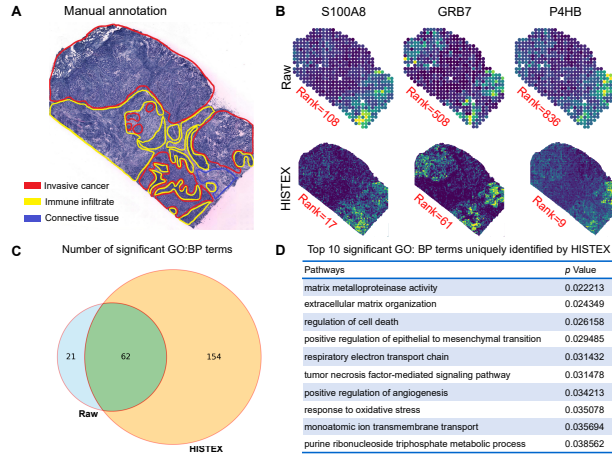 A
Manual annotation
Invasive cancer
Immune infiltrate
Connective tissue
B
S100A8 GRB7 P4HB
Raw
Rank=108 Rank=508 Rank=836
HISTEX
Rank=17 Rank=61 Rank=9
C
Number of significant GO:BP terms
21 62 154
Raw
HISTEX
D
Top 10 significant GO: BP terms uniquely identified by HISTEX
Pathways p Value
matrix metalloproteinase activity 0.022213
extracellular matrix organization 0.024349
regulation of cell death 0.026158
positive regulation of epithelial to mesenchymal transition 0.029485
respiratory electron transport chain 0.031432
tumor necrosis factor-mediated signaling pathway 0.031478
positive regulation of angiogenesis 0.034213
response to oxidative stress 0.035078
monoatomic ion transmembrane transport 0.035694
purine ribonucleoside triphosphate metabolic process 0.038562